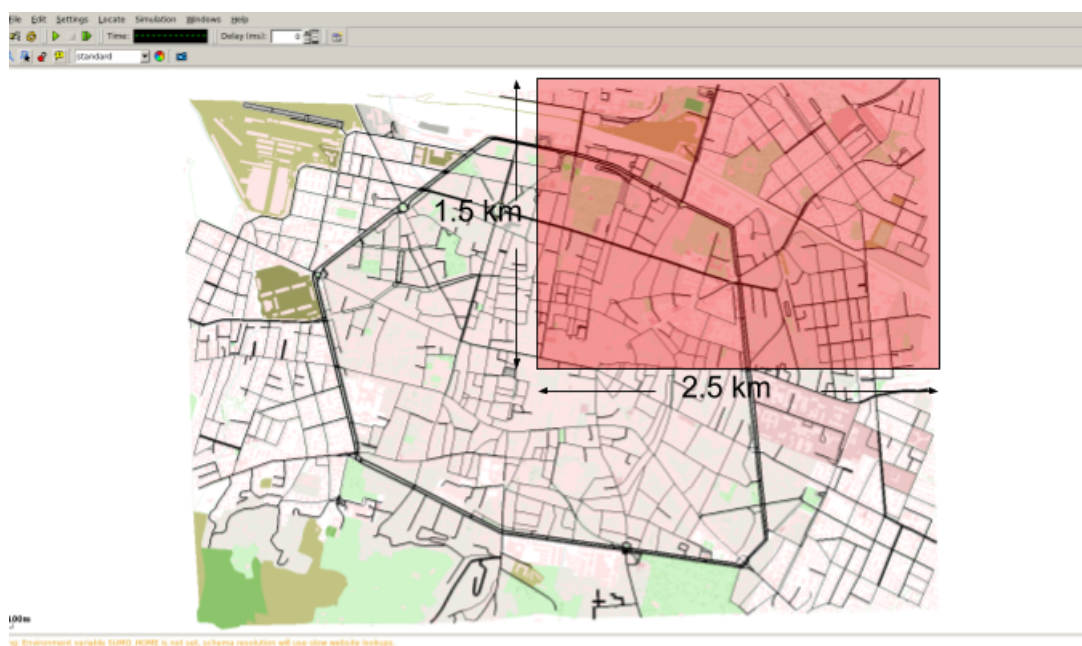 File Edit Settings Locate Simulation Windows Help
Time: Delay (ms): 0
standard
1.5 km
2.5 km
Environment variable SUMO_HOME is not set, schema resolution will use slow website lookups.